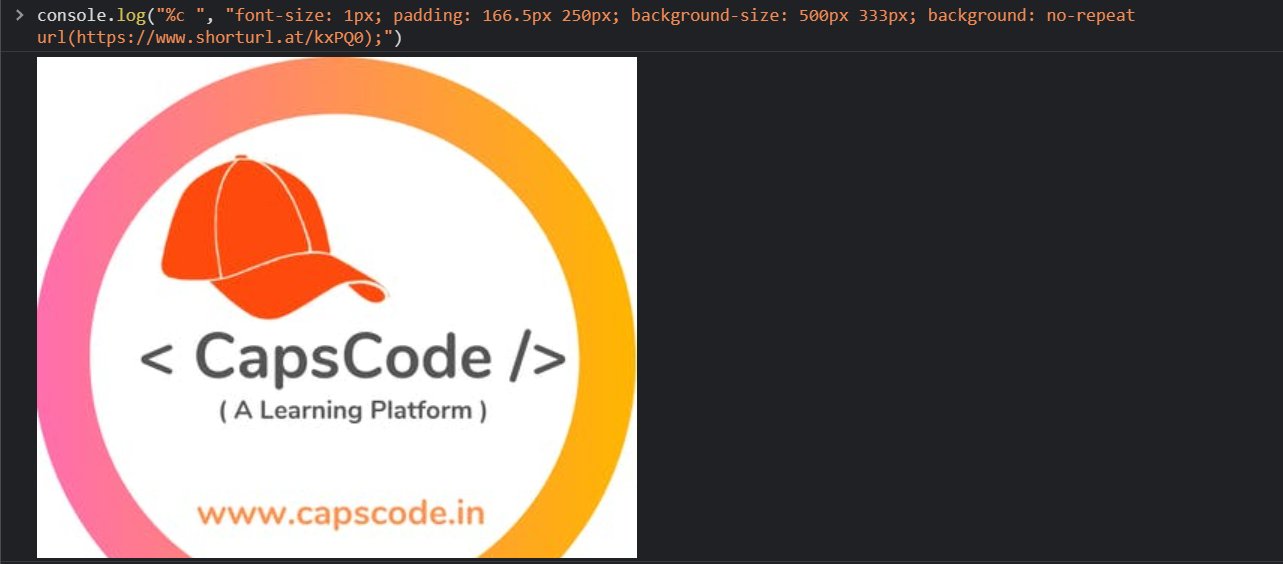 > console.log("%c ", "font-size: 1px; padding: 166.5px 250px; background-size: 500px 333px; background: no-repeat
url(https://www.shorturl.at/kxPQ0);")
< CapsCode />
( A Learning Platform )
www.capscode.in